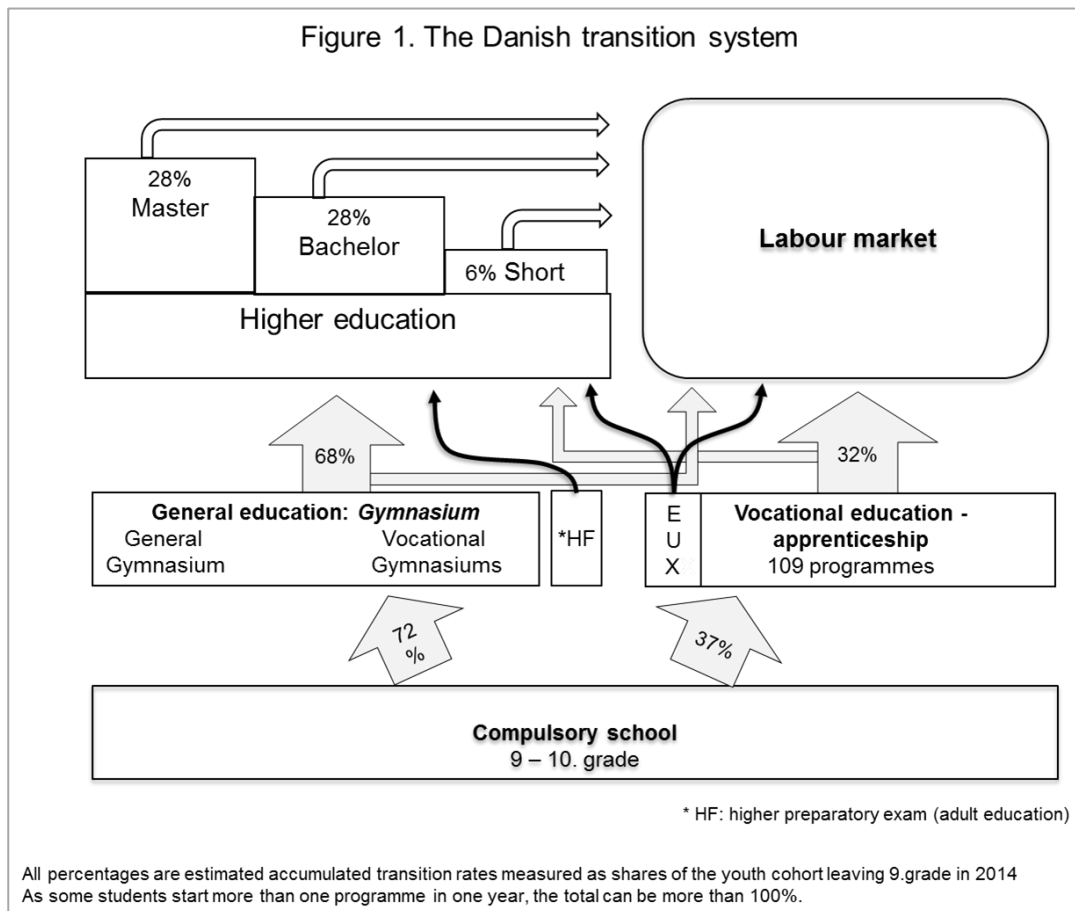 Figure 1. The Danish transition system
28%
Master
28%
Bachelor
6% Short
Higher education
Labour market
68%
32%
General education: Gymnasium
General
Gymnasium
Vocational
Gymnasiums
*HF
E
U
X
Vocational education -
apprenticeship
109 programmes
72
%
37%
Compulsory school
9 – 10. grade
* HF: higher preparatory exam (adult education)
All percentages are estimated accumulated transition rates measured as shares of the youth cohort leaving 9.grade in 2014
As some students start more than one programme in one year, the total can be more than 100%.